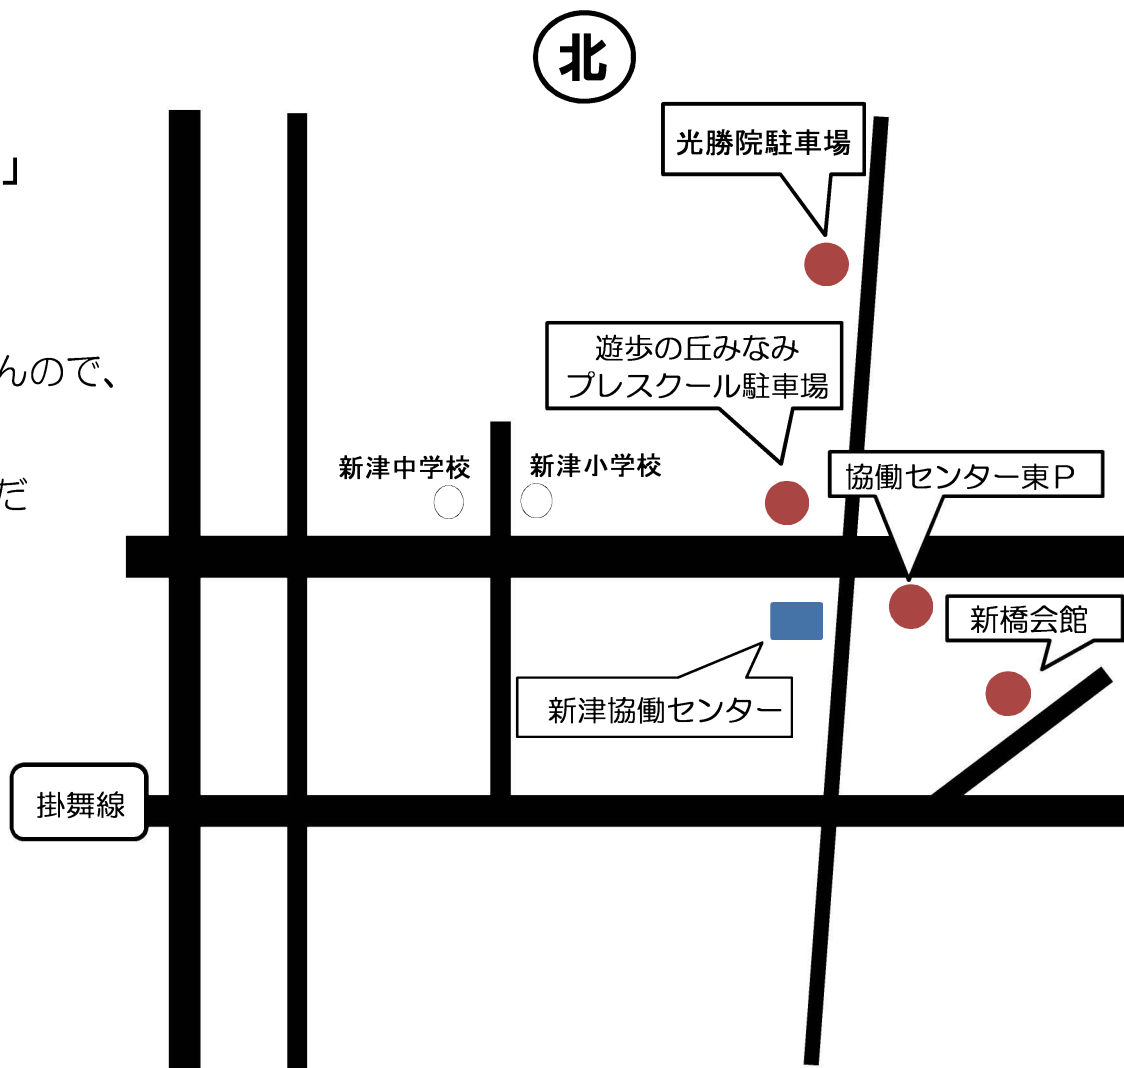 北
光勝院駐車場
」
遊歩の丘みなみ
プレスクール駐車場
んので、
新津中学校
新津小学校
協働センター東P
だ
新橋会館
新津協働センター
掛舞線